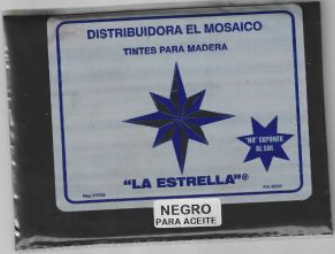 DISTRIBUIDORA EL MOSAICO
TINTES PARA MADERA
"NO" EXPONER
AL SOL
"LA ESTRELLA"®
NEGRO
PARA ACEITE